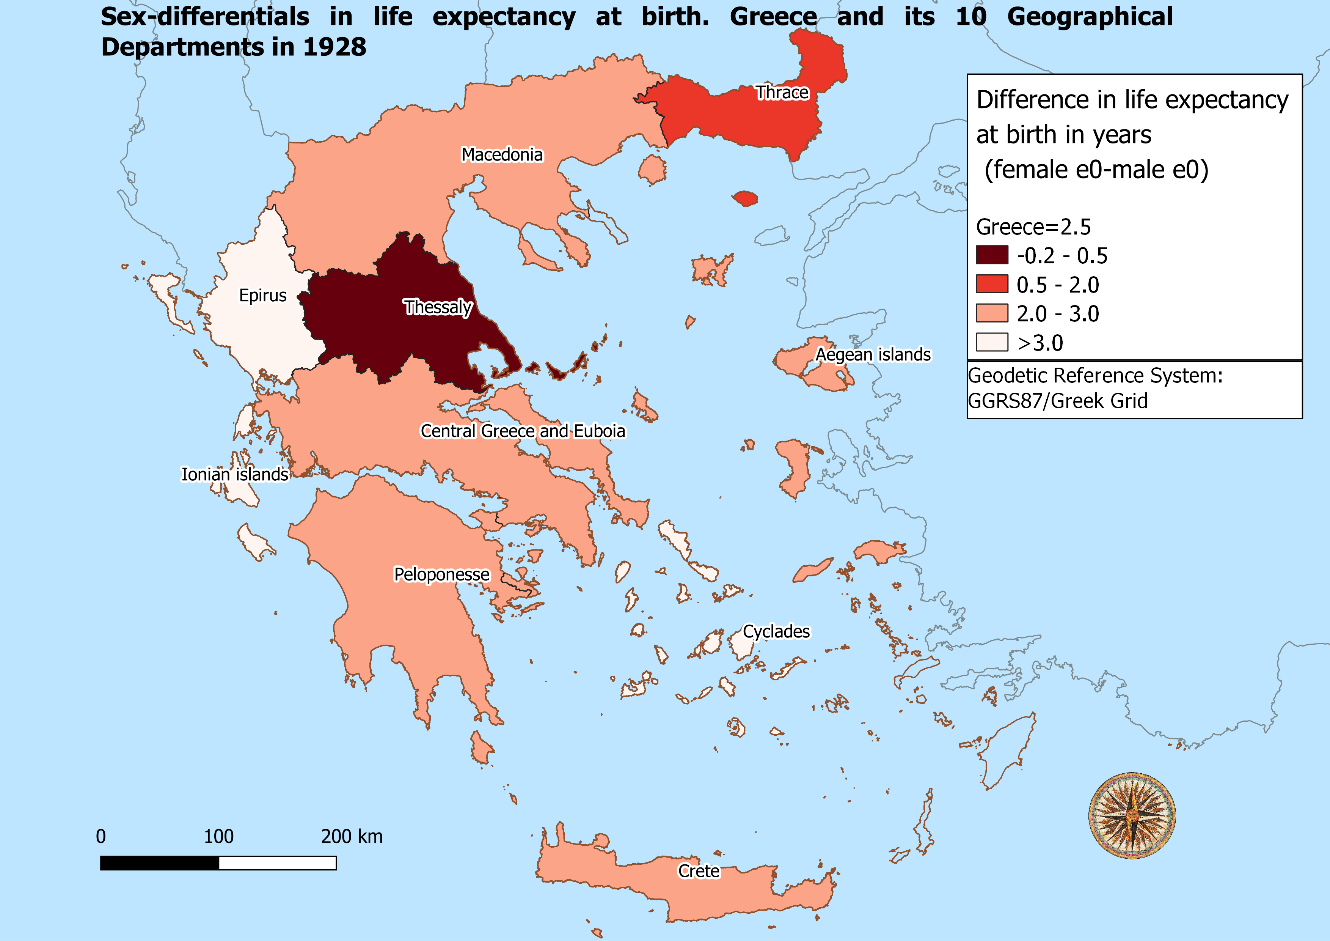 Sex-differentials in life expectancy at birth. Greece and its 10 Geographical
Departments in 1928
Thrace
Macedonia
Epirus
Thessaly
Aegean islands
Central Greece and Euboia
Ionian islands
Peloponesse
Cyclades
Crete
Difference in life expectancy
at birth in years
(female e0-male e0)
Greece=2.5
-0.2 - 0.5
0.5 - 2.0
2.0 - 3.0
>3.0
Geodetic Reference System:
GGRS87/Greek Grid
0 100 200 km